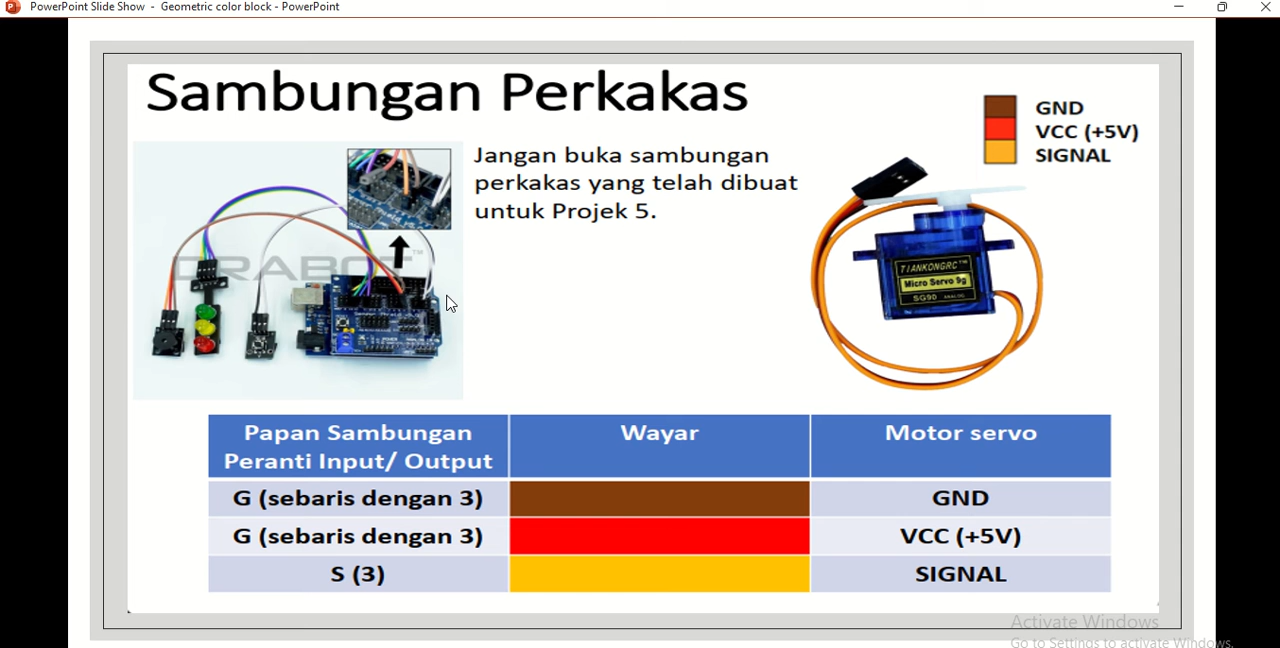 PowerPoint Slide Show - Geometric color block - PowerPoint
Sambungan Perkakas
GND
VCC (+5V)
SIGNAL
Jangan buka sambungan
perkakas yang telah dibuat
untuk Projek 5.
TIANKONGRC™
Micro Servo 9g
SG90 ANALOG
Papan Sambungan
Peranti Input/ Output
Wayar
Motor servo
G (sebaris dengan 3)
GND
G (sebaris dengan 3)
VCC (+5V)
S (3)
SIGNAL
Activate Windows
Go to Settings to activate Windows.